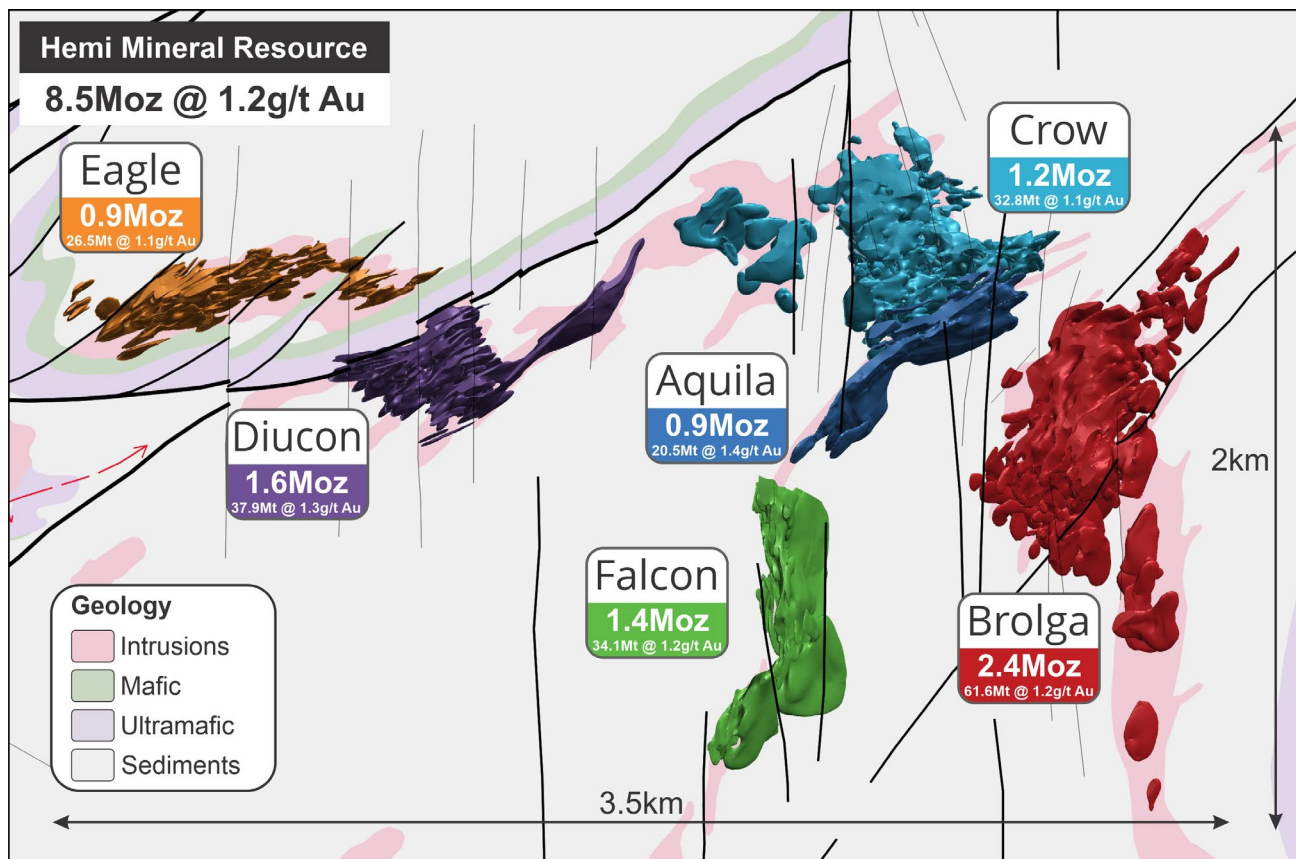 Hemi Mineral Resource
8.5Moz @ 1.2g/t Au
Eagle
0.9Moz
26.5Mt @ 1.1g/t Au
Crow
1.2Moz
32.8Mt @ 1.1g/t Au
Aquila
0.9Moz
20.5Mt @ 1.4g/t Au
Diucon
1.6Moz
37.9Mt @ 1.3g/t Au
2km
Falcon
1.4Moz
34.1Mt @ 1.2g/t Au
Brolga
2.4Moz
61.6Mt @ 1.2g/t Au
Geology
Intrusions
Mafic
Ultramafic
Sediments
3.5km